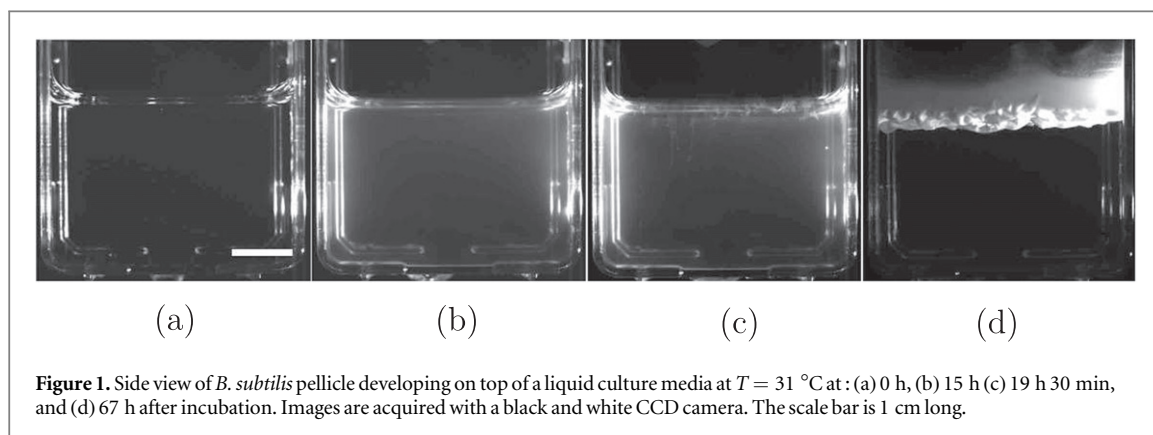 (a) (b) (c) (d)
Figure 1. Side view of B. subtilis pellicle developing on top of a liquid culture media at T = 31 °C at : (a) 0 h, (b) 15 h (c) 19 h 30 min,
and (d) 67 h after incubation. Images are acquired with a black and white CCD camera. The scale bar is 1 cm long.